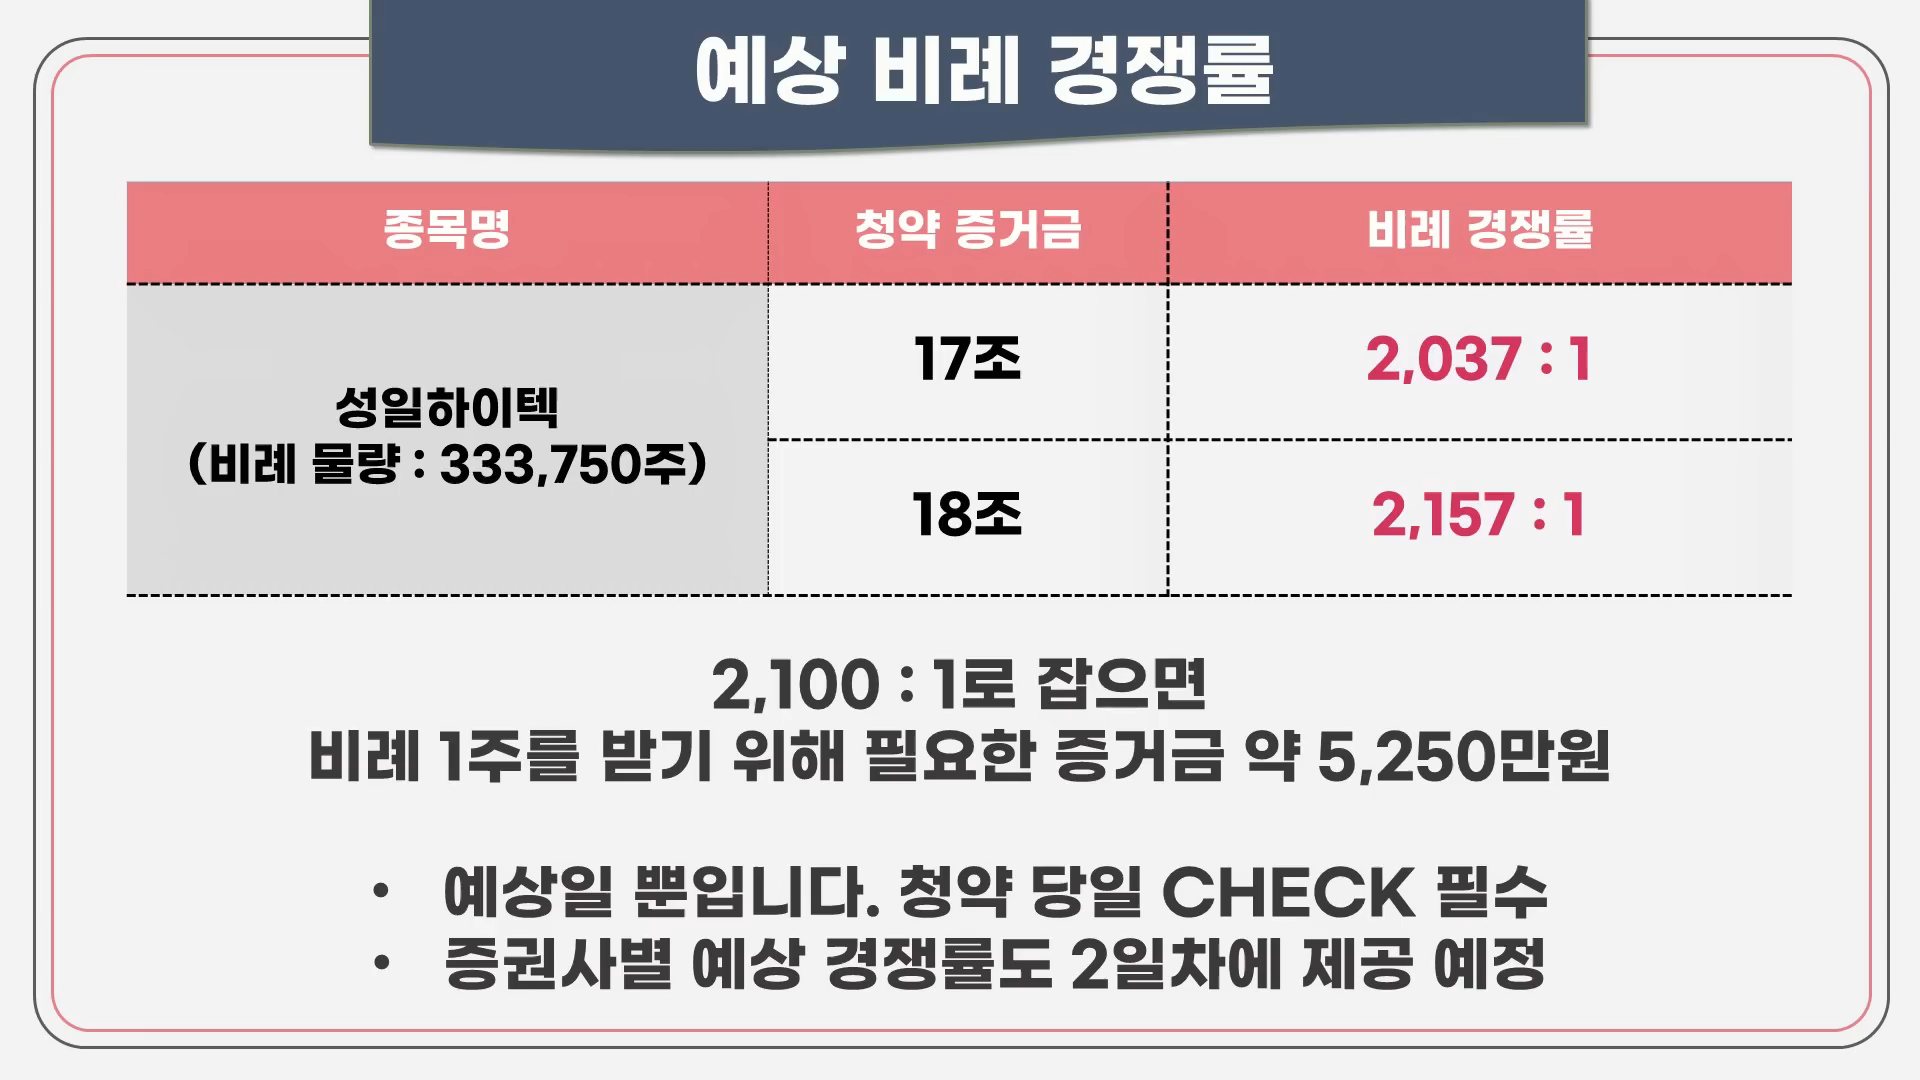 예상 비례 경쟁률
종목명 청약 증거금 비례 경쟁률
성일하이텍
(비례 물량 : 333,750주)
17조 2,037 : 1
18조 2,157 : 1
2,100 : 1로 잡으면
비례 1주를 받기 위해 필요한 증거금 약 5,250만원
• 예상일 뿐입니다. 청약 당일 CHECK 필수
• 증권사별 예상 경쟁률도 2일차에 제공 예정